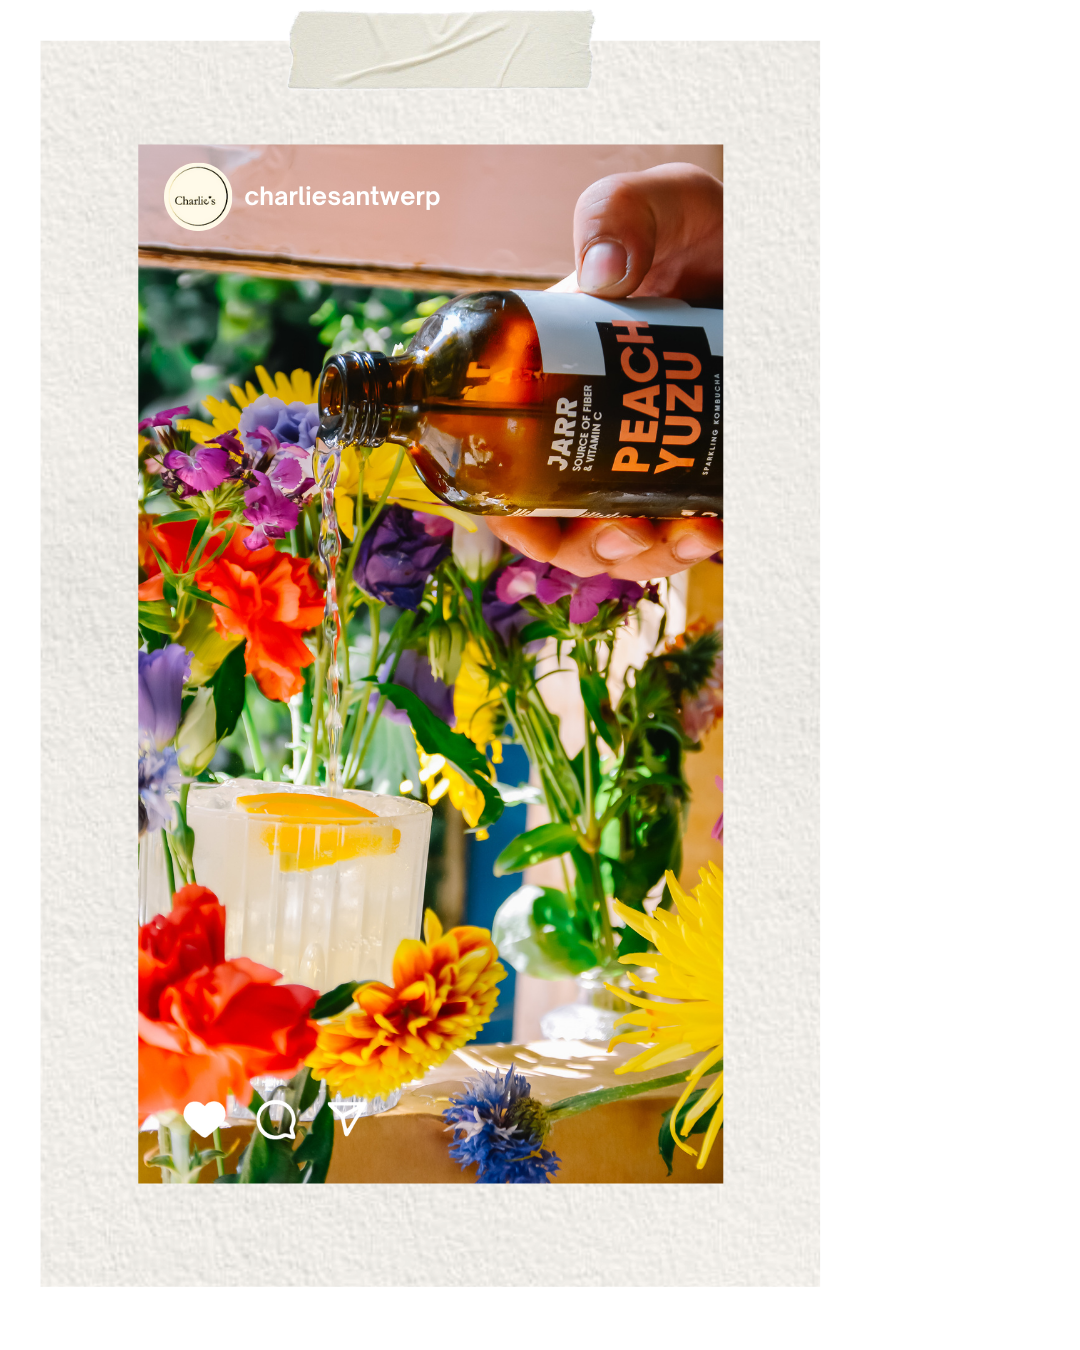 Charlie's
charliesantwerp
JARR
SOURCE OF FIBER
& VITAMIN C
PEACH
YUZU
SPARKLING KOMBUCHA